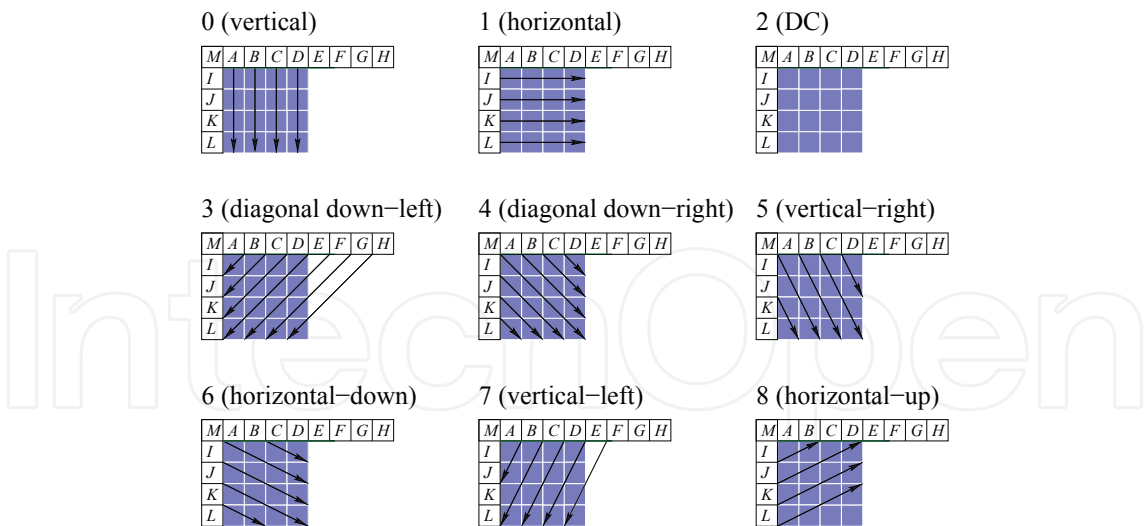 0 (vertical)
M A B C D E F G H
I
J
K
L
1 (horizontal)
M A B C D E F G H
I
J
K
L
2 (DC)
M A B C D E F G H
I
J
K
L
3 (diagonal down−left)
M A B C D E F G H
I
J
K
L
4 (diagonal down−right)
M A B C D E F G H
I
J
K
L
5 (vertical−right)
M A B C D E F G H
I
J
K
L
6 (horizontal−down)
M A B C D E F G H
I
J
K
L
7 (vertical−left)
M A B C D E F G H
I
J
K
L
8 (horizontal−up)
M A B C D E F G H
I
J
K
L
IntechOpen